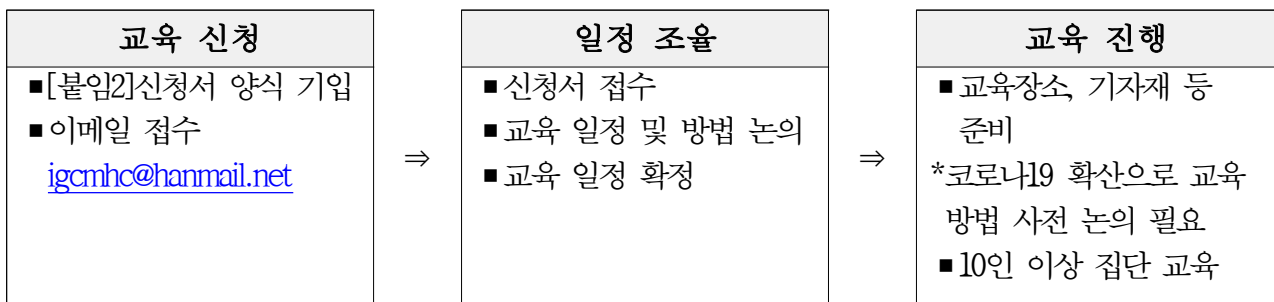 교육 신청
■[붙임2]신청서 양식 기입
■이메일 접수
igcmhc@hanmail.net
⇒
일정 조율
■신청서 접수
■교육 일정 및 방법 논의
■교육 일정 확정
⇒
교육 진행
■교육장소, 기자재 등
준비
*코로나19 확산으로 교육
방법 사전 논의 필요
■10인 이상 집단 교육